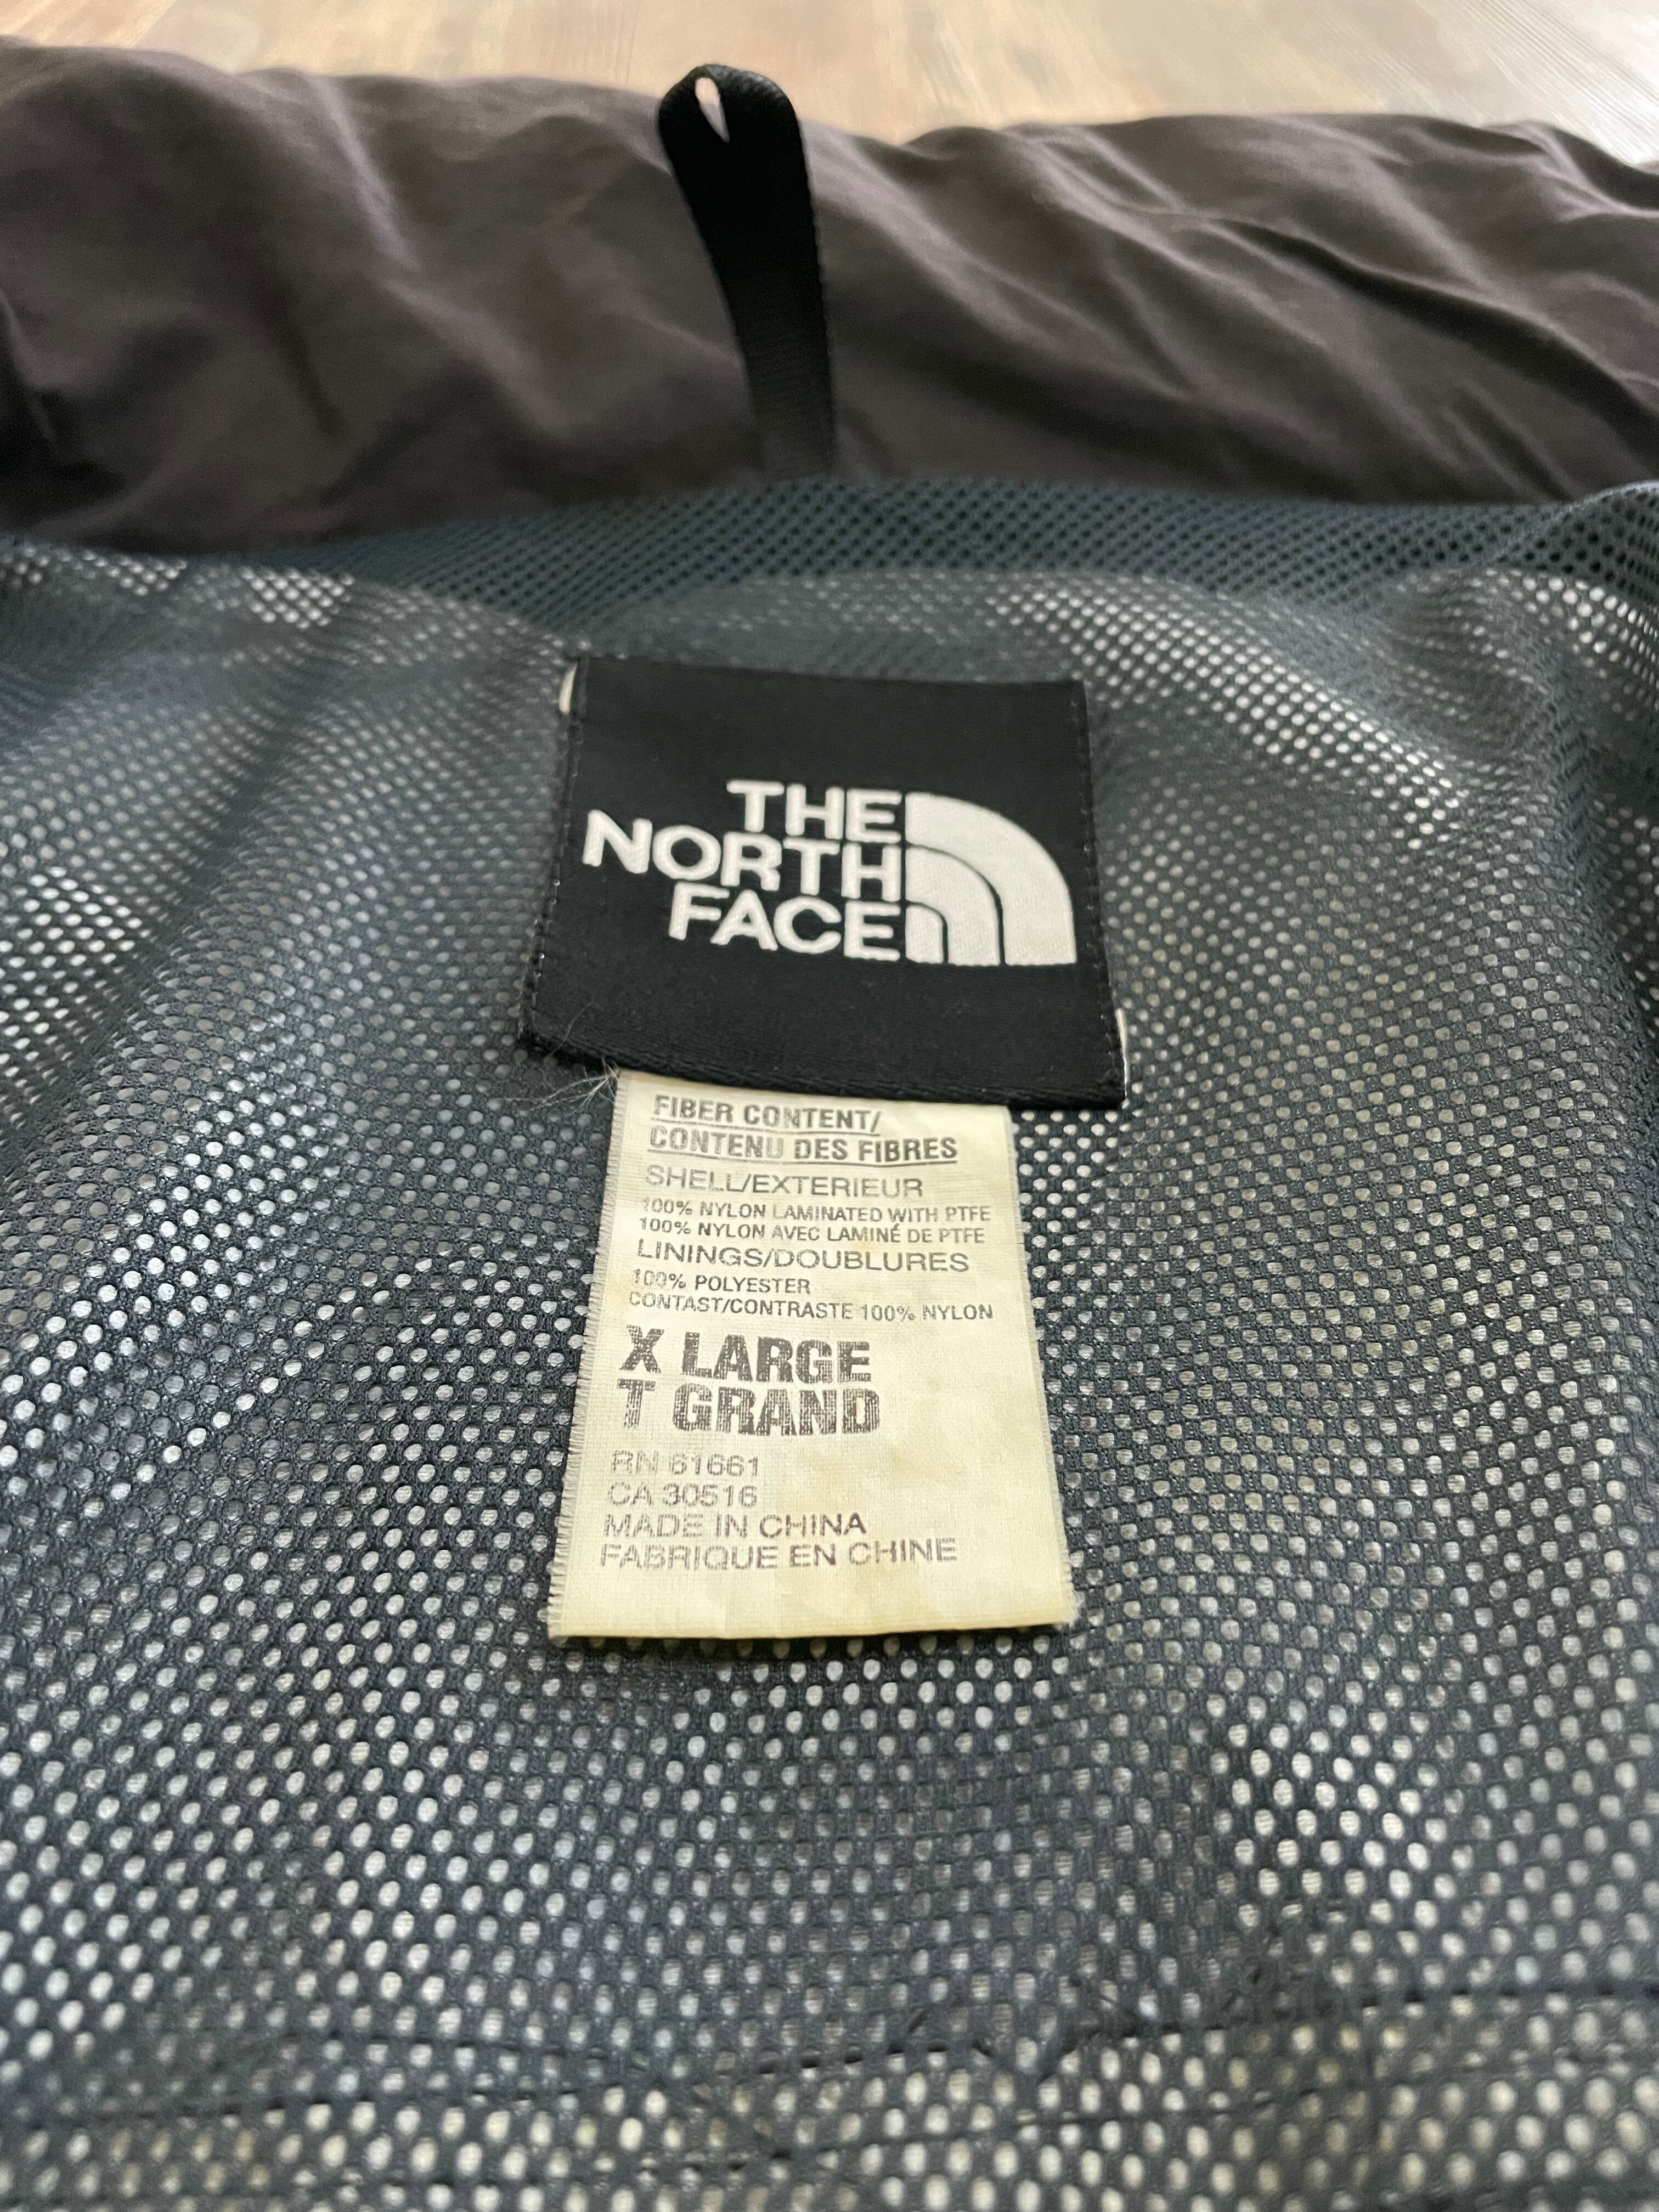 THE
NORTH
FACE
FIBER CONTENT/
CONTENU DES FIBRES
SHELL/EXTERIEUR
100% NYLON LAMINATED WITH PTFE
100% NYLON AVEC LAMINÉ DE PTFE
LININGS/DOUBLURES
100% POLYESTER
CONTAST/CONTRASTE 100% NYLON
X LARGE
T GRAND
RN 61661
CA 30516
MADE IN CHINA
FABRIQUE EN CHINE